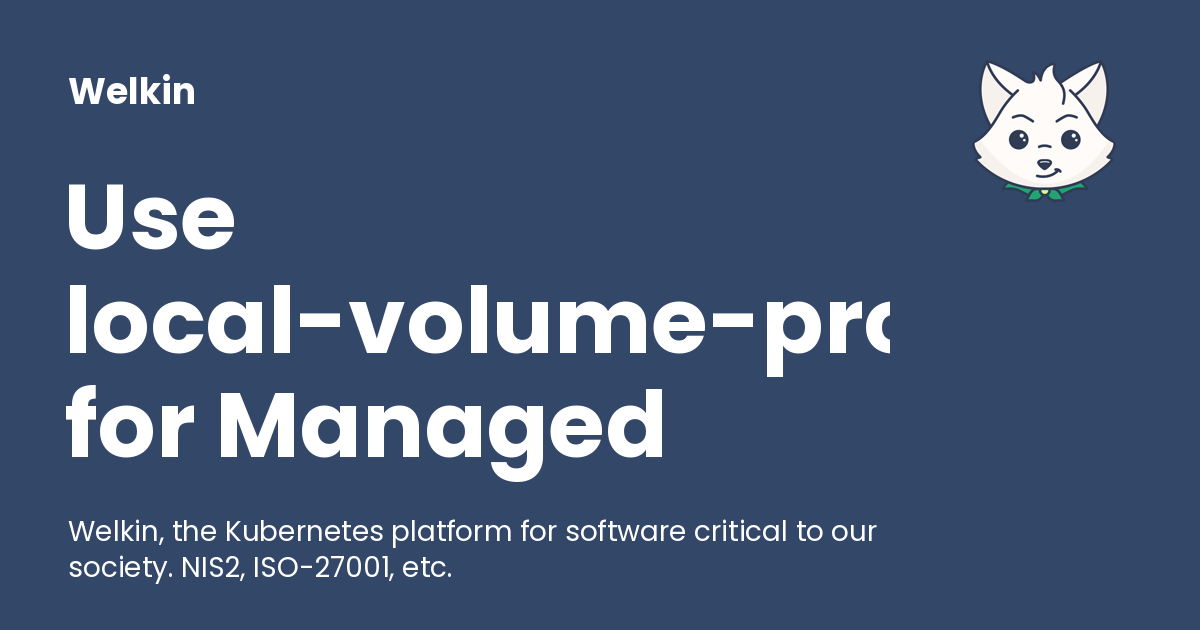 Welkin
Use
local-volume-pro
for Managed
Welkin, the Kubernetes platform for software critical to our
society. NIS2, ISO-27001, etc.